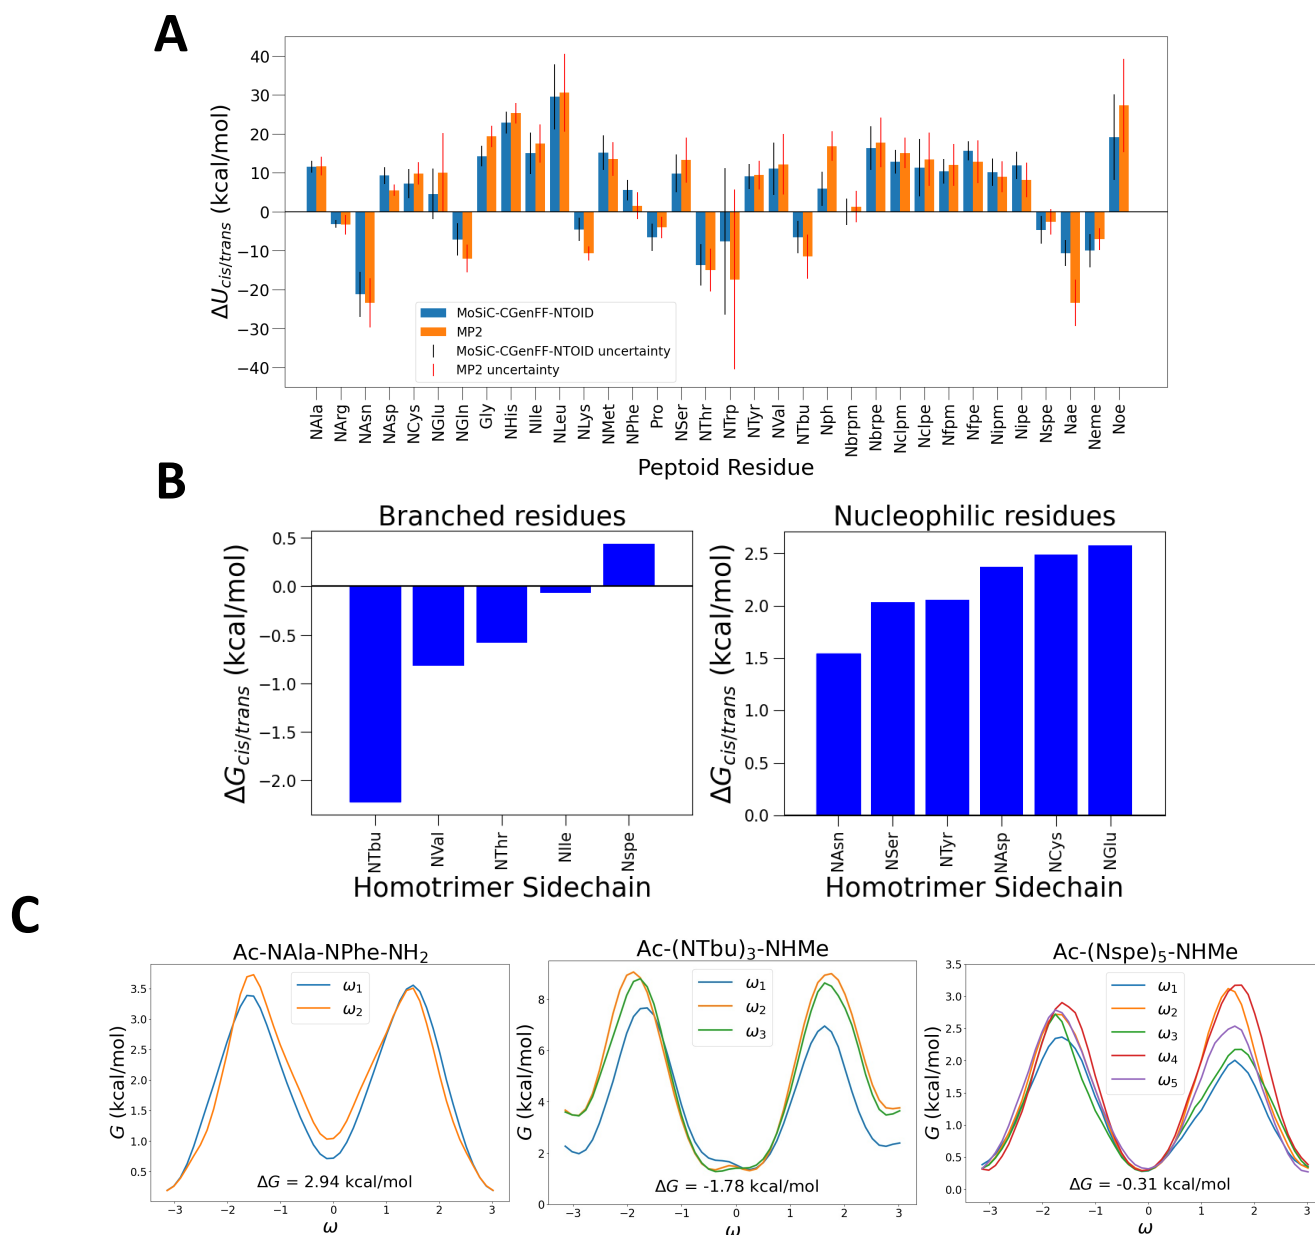 A
ΔU_cis/trans (kcal/mol)
40
30
20
10
0
−10
−20
−30
−40
MoSiC-CGenFF-NTOID
MP2
MoSiC-CGenFF-NTOID uncertainty
MP2 uncertainty
NAla NArg NAsn NAsp NCys NGlu NGln Gly NHis NIle NLeu NLys NMet NPhe Pro NSer NThr NTrp NTyr NVal NTbu Nph Nbrpm Nbrpe Nclpm Nclpe Nfpm Nfpe Nipm Nipe Nspe Nae Neme Noe
Peptoid Residue
B
Branched residues
ΔG_cis/trans (kcal/mol)
0.5
0.0
−0.5
−1.0
−1.5
−2.0
NTbu NVal NThr NIle Nspe
Homotrimer Sidechain
Nucleophilic residues
ΔG_cis/trans (kcal/mol)
2.5
2.0
1.5
1.0
0.5
0.0
NAsn NSer NTyr NAsp NCys NGlu
Homotrimer Sidechain
C
Ac-NAla-NPhe-NH₂
G (kcal/mol)
3.5
3.0
2.5
2.0
1.5
1.0
0.5
ω₁
ω₂
ΔG = 2.94 kcal/mol
−3 −2 −1 0 1 2 3
ω
Ac-(NTbu)₃-NHMe
G (kcal/mol)
8
6
4
2
0
ω₁
ω₂
ω₃
ΔG = -1.78 kcal/mol
−3 −2 −1 0 1 2 3
ω
Ac-(Nspe)₅-NHMe
G (kcal/mol)
3.5
3.0
2.5
2.0
1.5
1.0
0.5
0.0
ω₁
ω₂
ω₃
ω₄
ω₅
ΔG = -0.31 kcal/mol
−3 −2 −1 0 1 2 3
ω